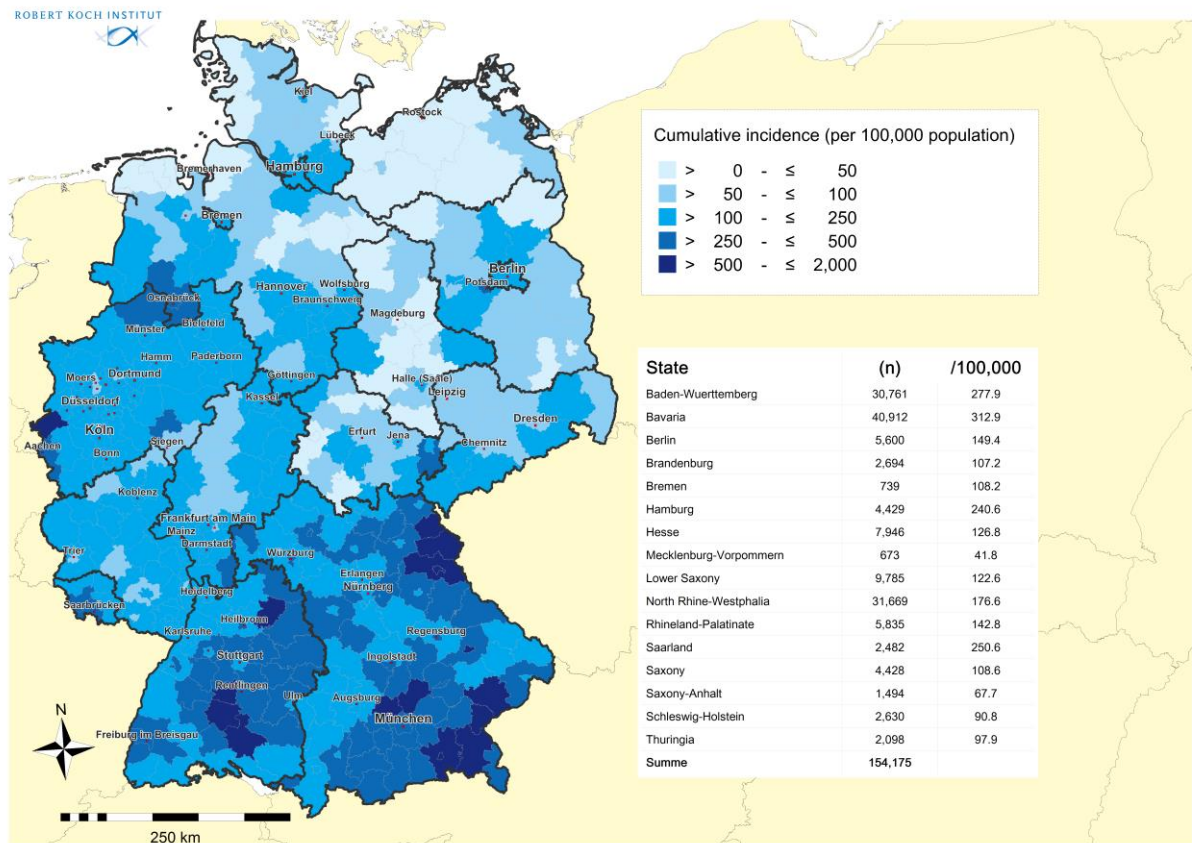 ROBERT KOCH INSTITUT
Kiel
Rostock
Lübeck
Hamburg
Bremerhaven
Bremen
Berlin
Potsdam
Hannover
Wolfsburg
Braunschweig
Osnabrück
Magdeburg
Münster
Bielefeld
Hamm
Paderborn
Göttingen
Halle (Saale)
Leipzig
Moers
Dortmund
Kassel
Düsseldorf
Dresden
Köln
Erfurt
Jena
Chemnitz
Aachen
Siegen
Bonn
Koblenz
Frankfurt am Main
Mainz
Darmstadt
Trier
Würzburg
Erlangen
Nürnberg
Heidelberg
Saarbrücken
Heilbronn
Karlsruhe
Regensburg
Stuttgart
Ingolstadt
Reutlingen
Ulm
Augsburg
München
Freiburg im Breisgau
N
250 km
Cumulative incidence (per 100,000 population)
> 0 - ≤ 50
> 50 - ≤ 100
> 100 - ≤ 250
> 250 - ≤ 500
> 500 - ≤ 2,000
State (n) /100,000
Baden-Wuerttemberg 30,761 277.9
Bavaria 40,912 312.9
Berlin 5,600 149.4
Brandenburg 2,694 107.2
Bremen 739 108.2
Hamburg 4,429 240.6
Hesse 7,946 126.8
Mecklenburg-Vorpommern 673 41.8
Lower Saxony 9,785 122.6
North Rhine-Westphalia 31,669 176.6
Rhineland-Palatinate 5,835 142.8
Saarland 2,482 250.6
Saxony 4,428 108.6
Saxony-Anhalt 1,494 67.7
Schleswig-Holstein 2,630 90.8
Thuringia 2,098 97.9
Summe 154,175